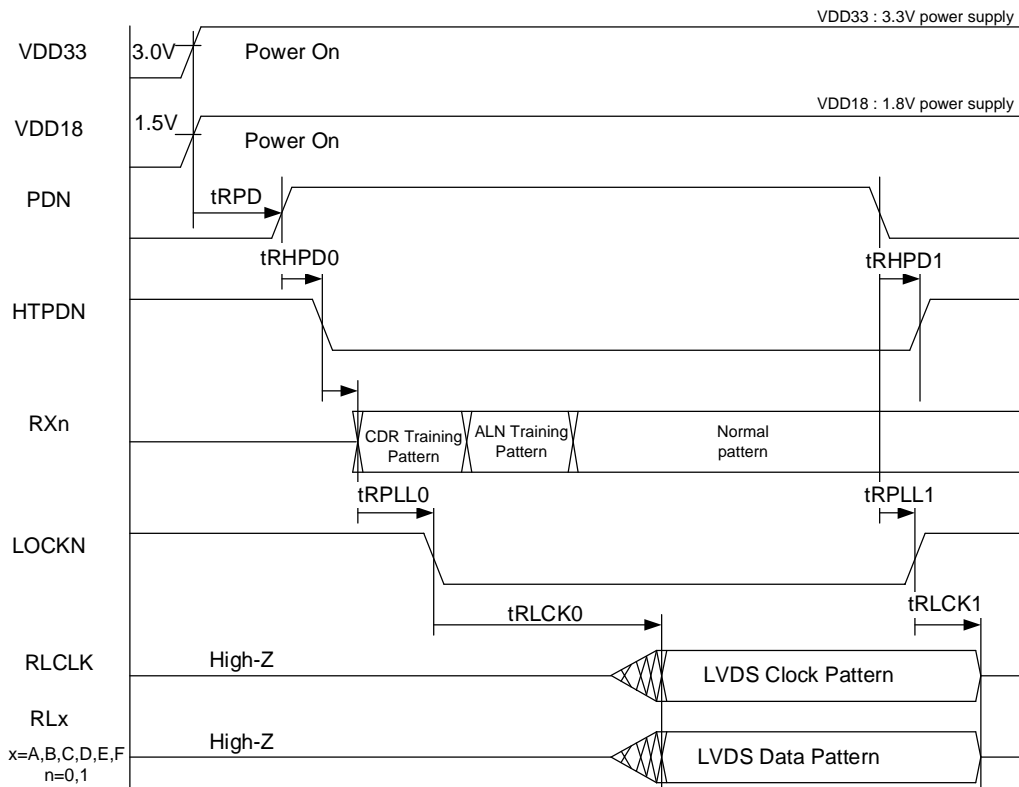 VDD33 : 3.3V power supply
VDD33
3.0V
Power On
VDD18 : 1.8V power supply
VDD18
1.5V
Power On
PDN
tRPD
tRHPD0
tRHPD1
HTPDN
RXn
CDR Training
Pattern
ALN Training
Pattern
Normal
pattern
tRPLL0
tRPLL1
LOCKN
tRLCK0
tRLCK1
RLCLK
High-Z
LVDS Clock Pattern
RLx
x=A,B,C,D,E,F
n=0,1
High-Z
LVDS Data Pattern